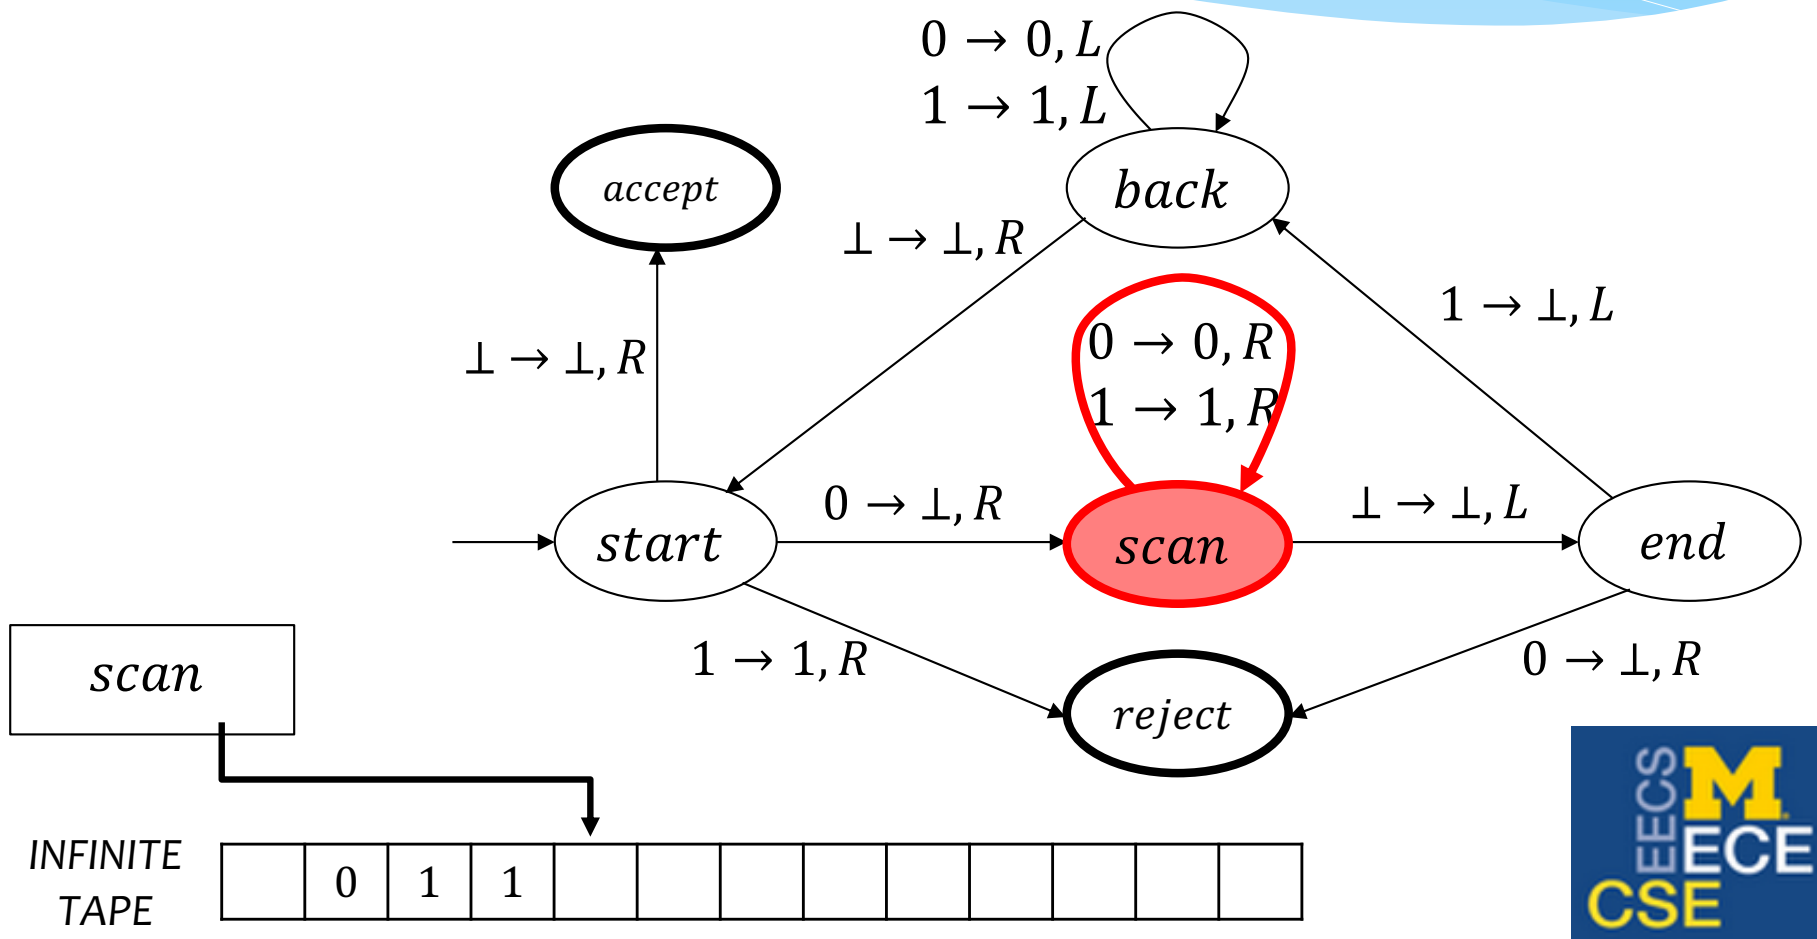 0 → 0, L
1 → 1, L
accept
back
⊥ → ⊥, R
1 → ⊥, L
⊥ → ⊥, R
0 → 0, R
1 → 1, R
start
0 → ⊥, R
scan
⊥ → ⊥, L
end
1 → 1, R
0 → ⊥, R
reject
scan
INFINITE
TAPE
0 1 1
EECS
M
ECE
CSE